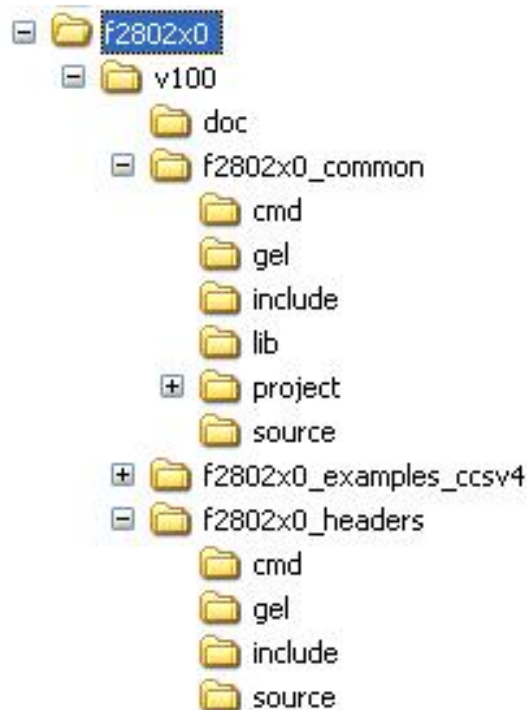 f2802x0
v100
doc
f2802x0_common
cmd
gel
include
lib
project
source
f2802x0_examples_ccsv4
f2802x0_headers
cmd
gel
include
source